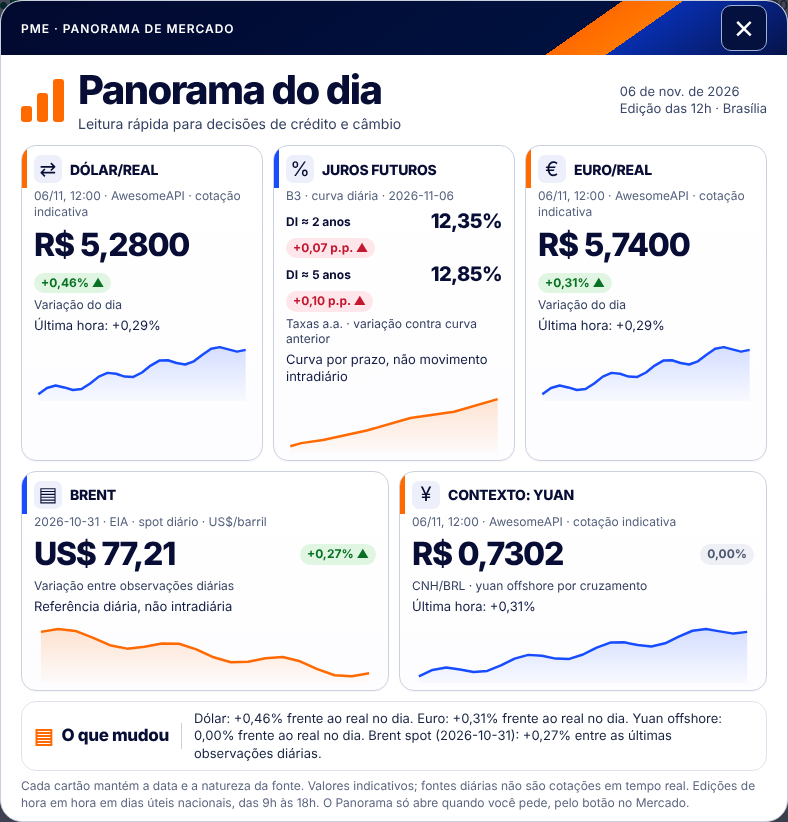 PME · PANORAMA DE MERCADO
Panorama do dia
Leitura rápida para decisões de crédito e câmbio
06 de nov. de 2026
Edição das 12h · Brasília
DÓLAR/REAL
06/11, 12:00 · AwesomeAPI · cotação
indicativa
R$ 5,2800
+0,46% ▲
Variação do dia
Última hora: +0,29%
% JUROS FUTUROS
B3 · curva diária · 2026-11-06
DI ≈ 2 anos 12,35%
+0,07 p.p. ▲
DI ≈ 5 anos 12,85%
+0,10 p.p. ▲
Taxas a.a. · variação contra curva
anterior
Curva por prazo, não movimento
intradiário
€ EURO/REAL
06/11, 12:00 · AwesomeAPI · cotação
indicativa
R$ 5,7400
+0,31% ▲
Variação do dia
Última hora: +0,29%
BRENT
2026-10-31 · EIA · spot diário · US$/barril
US$ 77,21 +0,27% ▲
Variação entre observações diárias
Referência diária, não intradiária
¥ CONTEXTO: YUAN
06/11, 12:00 · AwesomeAPI · cotação indicativa
R$ 0,7302 0,00%
CNH/BRL · yuan offshore por cruzamento
Última hora: +0,31%
O que mudou
Dólar: +0,46% frente ao real no dia. Euro: +0,31% frente ao real no dia. Yuan offshore:
0,00% frente ao real no dia. Brent spot (2026-10-31): +0,27% entre as últimas
observações diárias.
Cada cartão mantém a data e a natureza da fonte. Valores indicativos; fontes diárias não são cotações em tempo real. Edições de
hora em hora em dias úteis nacionais, das 9h às 18h. O Panorama só abre quando você pede, pelo botão no Mercado.